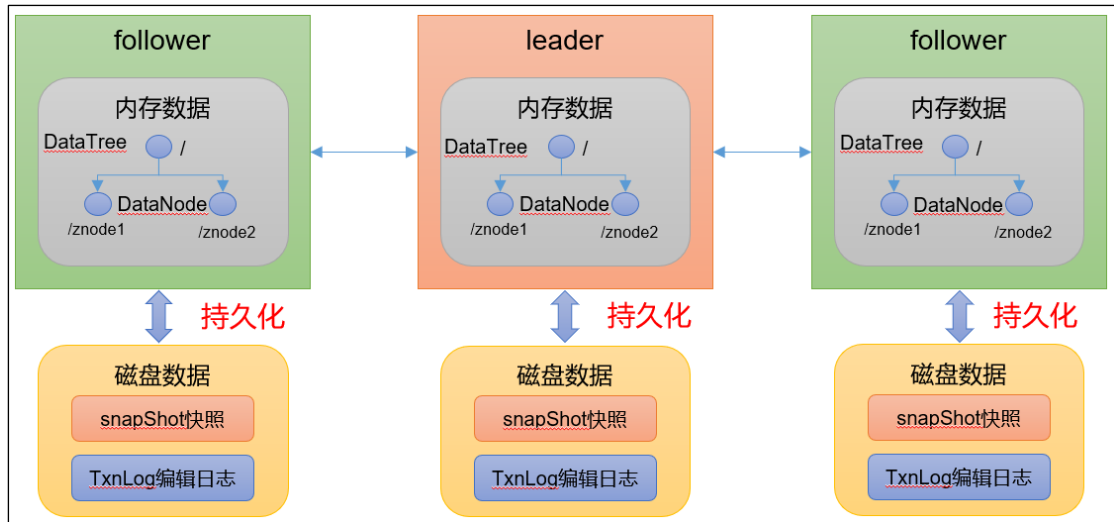 follower
内存数据
DataTree
/
DataNode
/znode1
/znode2
持久化
磁盘数据
snapShot快照
TxnLog编辑日志
leader
内存数据
DataTree
/
DataNode
/znode1
/znode2
持久化
磁盘数据
snapShot快照
TxnLog编辑日志
follower
内存数据
DataTree
/
DataNode
/znode1
/znode2
持久化
磁盘数据
snapShot快照
TxnLog编辑日志